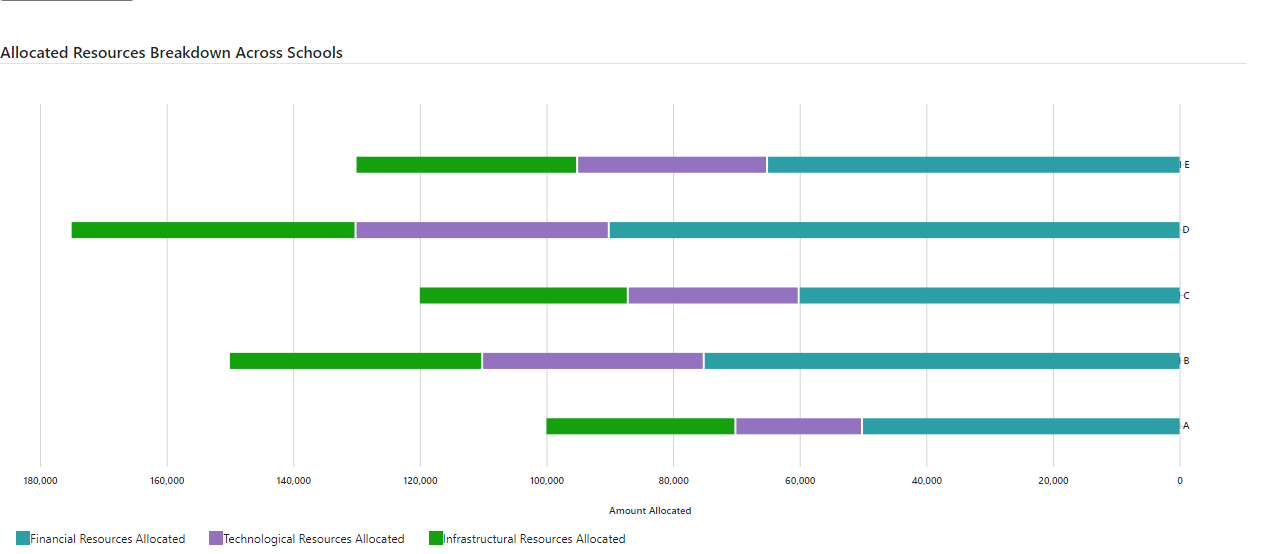 Allocated Resources Breakdown Across Schools
E
D
C
B
A
180,000 160,000 140,000 120,000 100,000 80,000 60,000 40,000 20,000 0
Amount Allocated
Financial Resources Allocated Technological Resources Allocated Infrastructural Resources Allocated